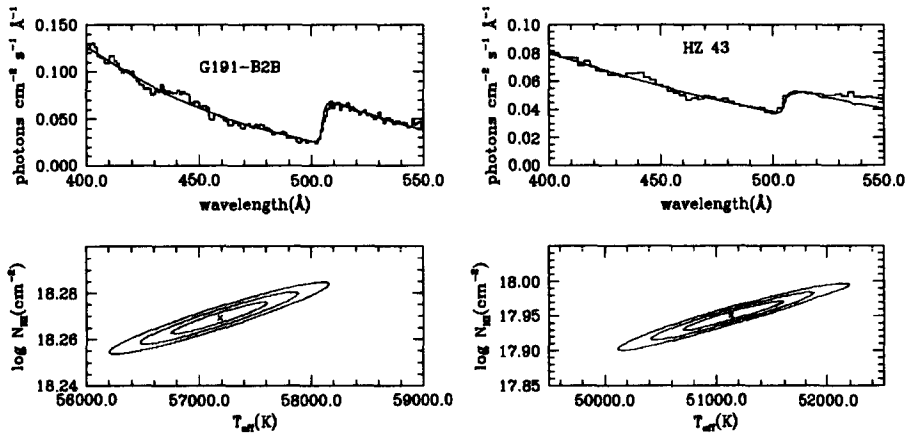 photons cm⁻² s⁻¹ Å⁻¹
0.150
0.100
0.050
0.000
G191-B2B
400.0 450.0 500.0 550.0
wavelength(Å)
photons cm⁻² s⁻¹ Å⁻¹
0.10
0.08
0.06
0.04
0.02
0.00
HZ 43
400.0 450.0 500.0 550.0
wavelength(Å)
log N_HI(cm⁻²)
18.28
18.26
18.24
56000.0 57000.0 58000.0 59000.0
T_eff(K)
log N_HI(cm⁻²)
18.00
17.95
17.90
17.85
50000.0 51000.0 52000.0
T_eff(K)